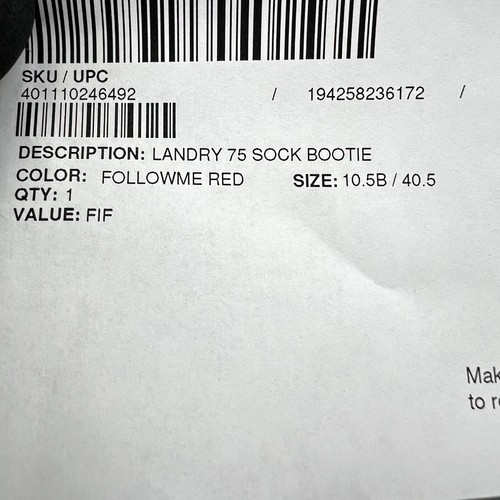 SKU / UPC
401110246492 / 194258236172 /
DESCRIPTION: LANDRY 75 SOCK BOOTIE
COLOR: FOLLOWME RED SIZE: 10.5B / 40.5
QTY: 1
VALUE: FIF
to